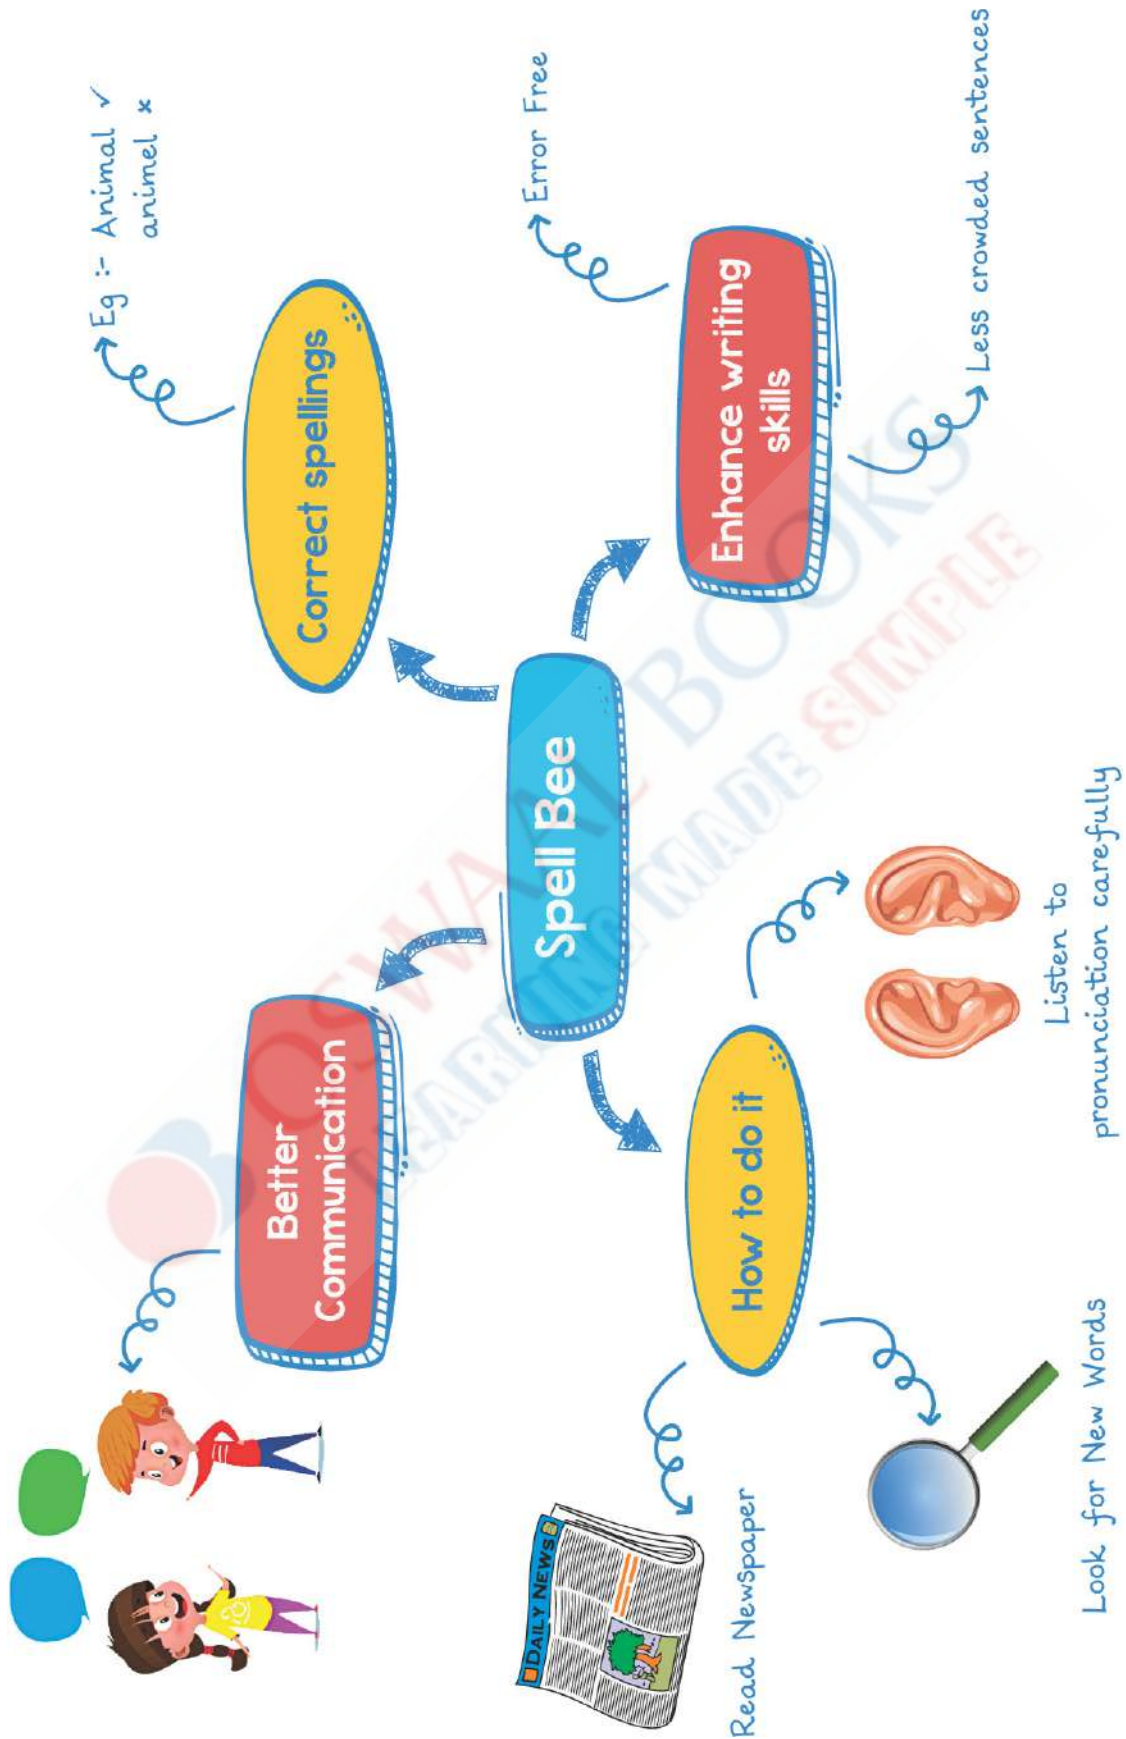 Better
Communication
Correct spellings
Eg :- Animal ✓
animel ×
Spell Bee
DAILY NEWS
Read Newspaper
How to do it
Enhance writing
skills
Error Free
Less crowded sentences
Look for New Words
Listen to
pronunciation carefully
OSWAAL BOOKS
LEARNING MADE SIMPLE